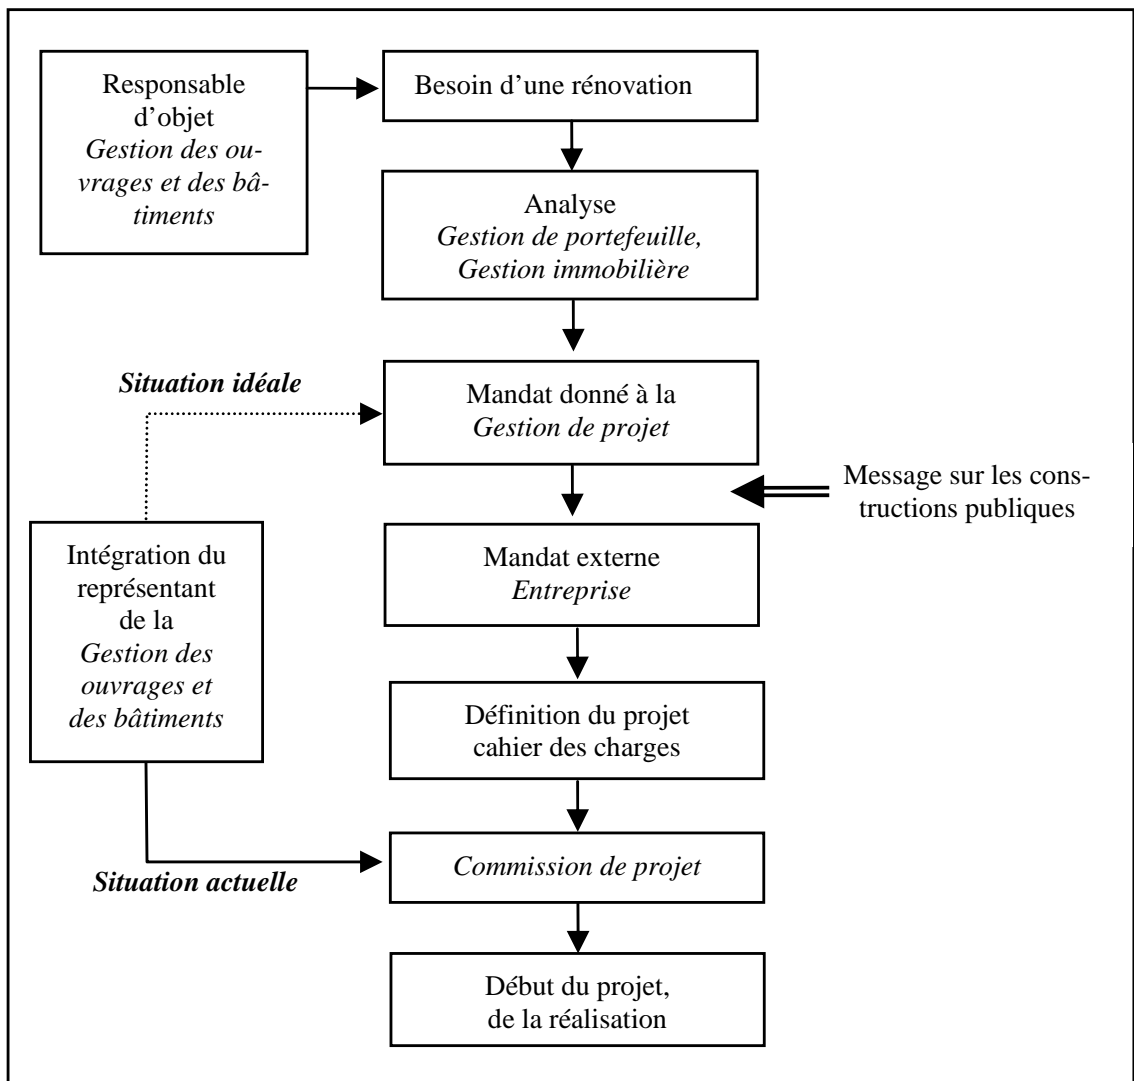 Responsable
d’objet
Gestion des ou-
vrages et des bâ-
timents
Besoin d’une rénovation
Analyse
Gestion de portefeuille,
Gestion immobilière
Situation idéale
Mandat donné à la
Gestion de projet
Message sur les cons-
tructions publiques
Intégration du
représentant
de la
Gestion des
ouvrages et
des bâtiments
Mandat externe
Entreprise
Définition du projet
cahier des charges
Situation actuelle
Commission de projet
Début du projet,
de la réalisation